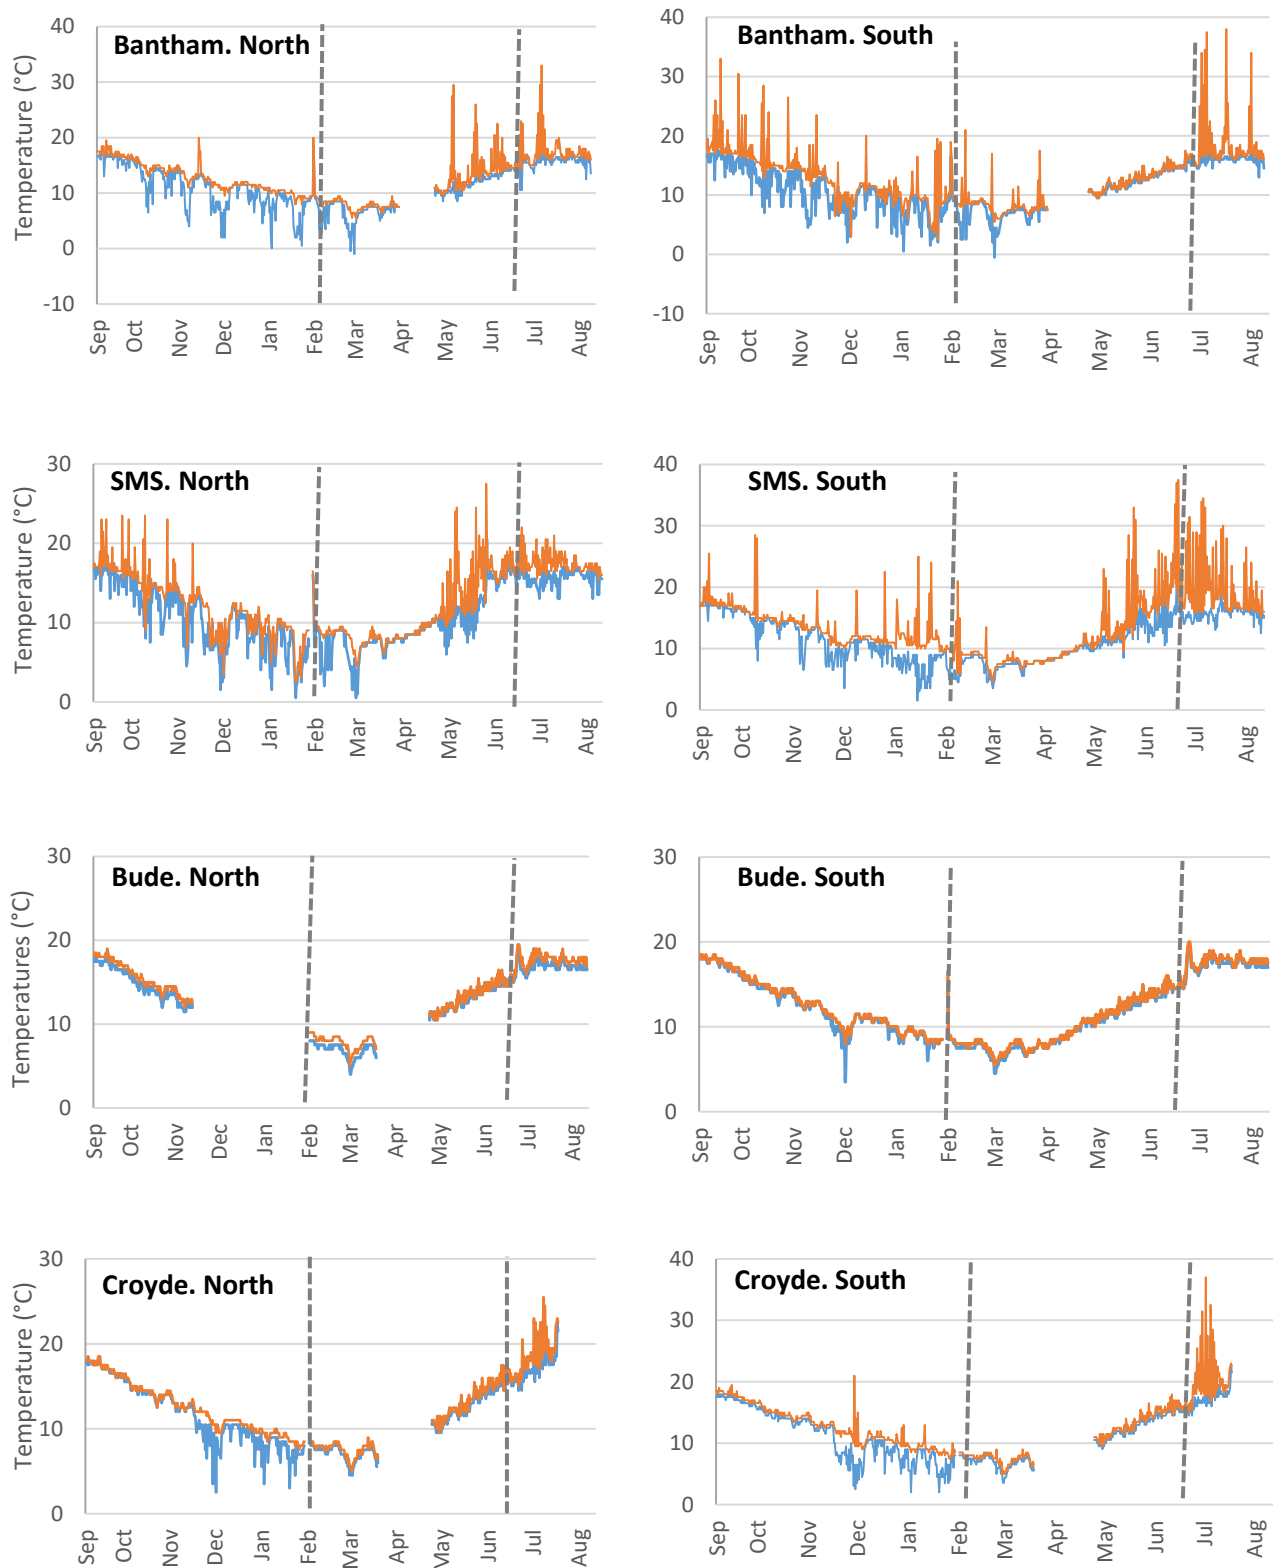 Bantham. North
Temperature (°C)
40
30
20
10
0
-10
Sep Oct Nov Dec Jan Feb Mar Apr May Jun Jul Aug
Bantham. South
40
30
20
10
0
-10
Sep Oct Nov Dec Jan Feb Mar Apr May Jun Jul Aug
SMS. North
Temperature (°C)
30
20
10
0
Sep Oct Nov Dec Jan Feb Mar Apr May Jun Jul Aug
SMS. South
40
30
20
10
0
Sep Oct Nov Dec Jan Feb Mar Apr May Jun Jul Aug
Bude. North
Temperatures (°C)
30
20
10
0
Sep Oct Nov Dec Jan Feb Mar Apr May Jun Jul Aug
Bude. South
30
20
10
0
Sep Oct Nov Dec Jan Feb Mar Apr May Jun Jul Aug
Croyde. North
Temperature (°C)
30
20
10
0
Sep Oct Nov Dec Jan Feb Mar Apr May Jun Jul Aug
Croyde. South
40
30
20
10
0
Sep Oct Nov Dec Jan Feb Mar Apr May Jun Jul Aug